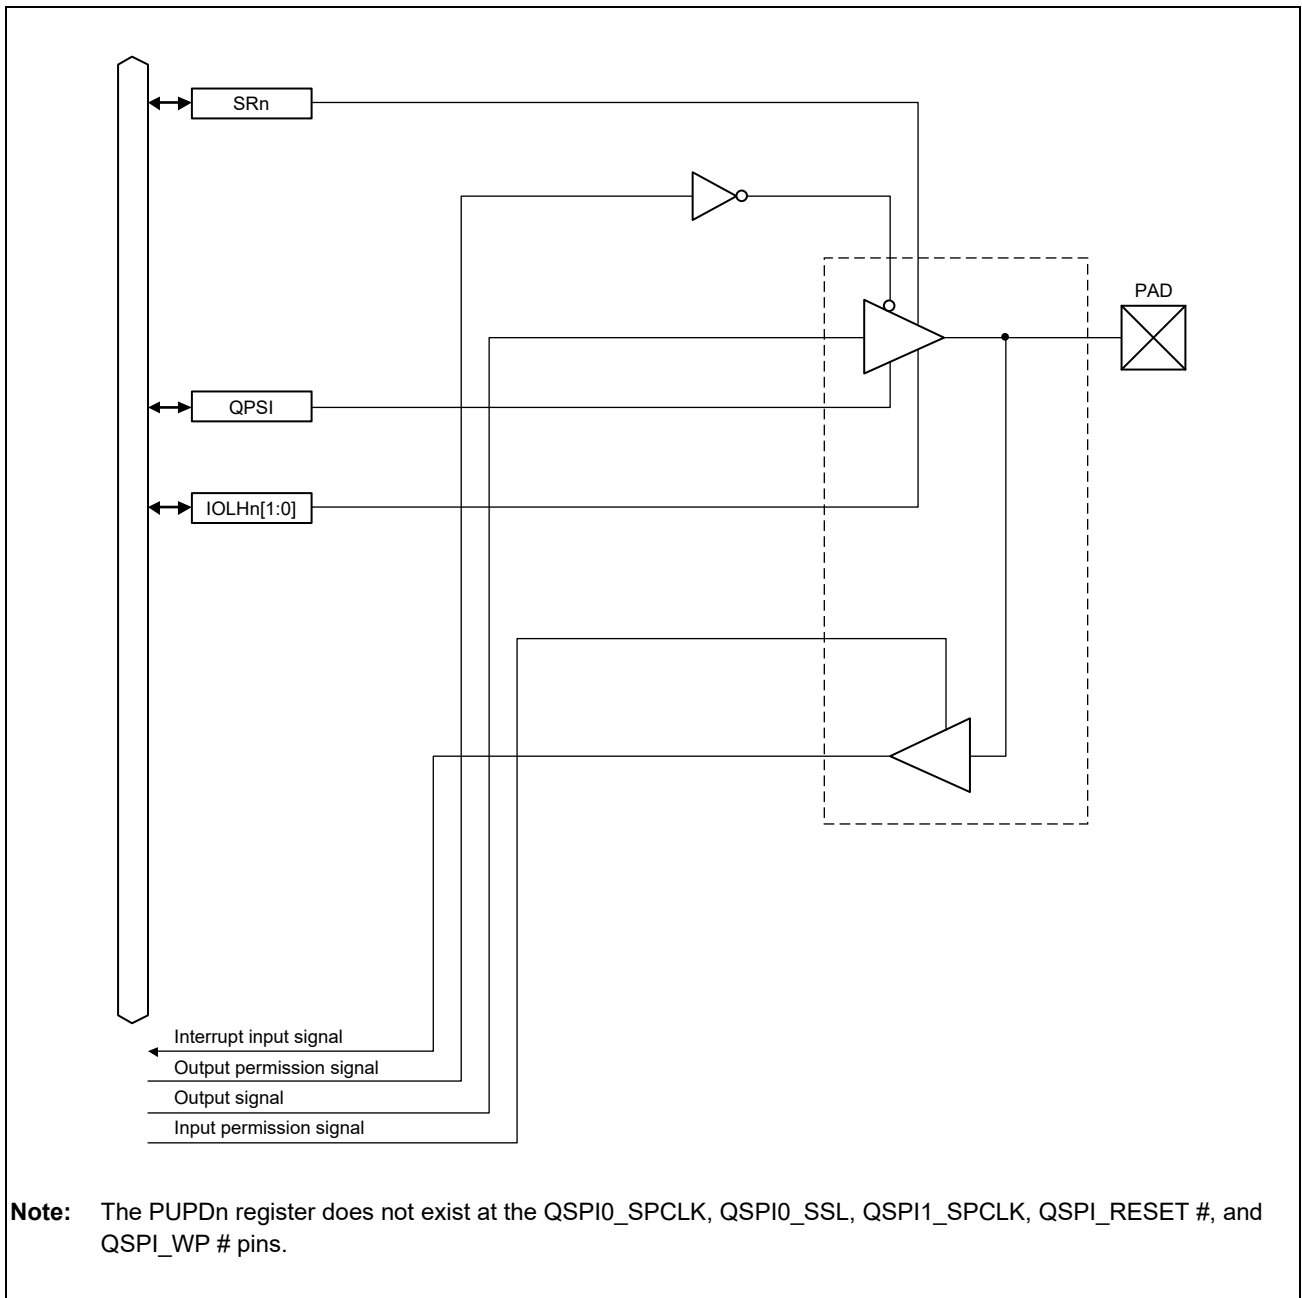 SRn
PAD
QPSI
IOLHn[1:0]
Interrupt input signal
Output permission signal
Output signal
Input permission signal
Note: The PUPDn register does not exist at the QSPI0_SPCLK, QSPI0_SSL, QSPI1_SPCLK, QSPI_RESET #, and
QSPI_WP # pins.